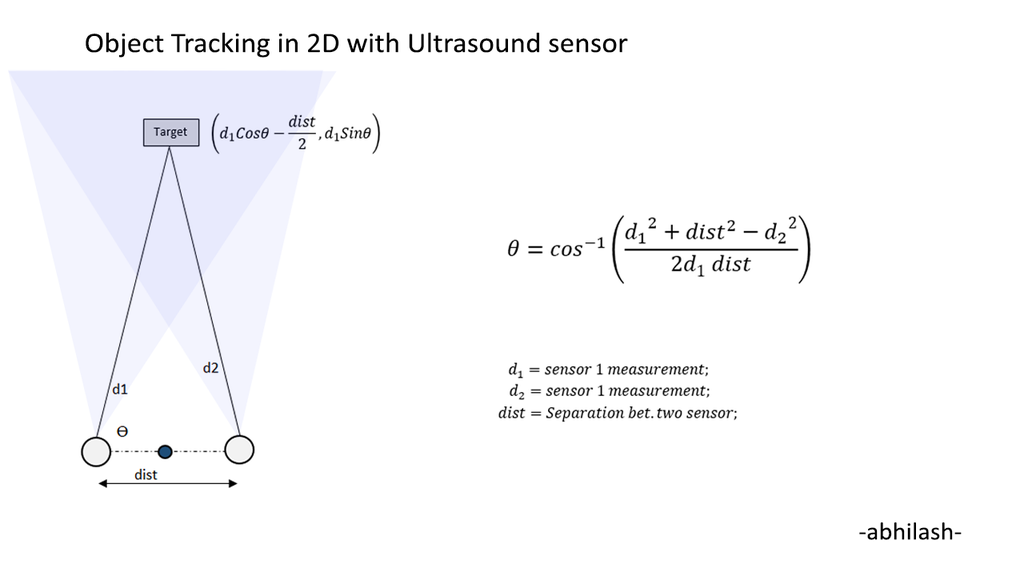 Object Tracking in 2D with Ultrasound sensor
Target
(d₁Cosθ − dist/2, d₁Sinθ)
θ = cos⁻¹((d₁² + dist² − d₂²)/(2d₁ dist))
d2
d1
d₁ = sensor 1 measurement;
d₂ = sensor 1 measurement;
dist = Separation bet. two sensor;
Θ
dist
-abhilash-